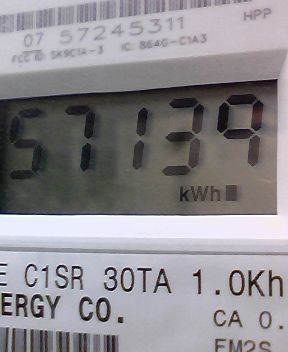 HPP
07 57245311
FCC ID: SK9C1A-3 IC: 864G-C1A3
57139
kWh
E C1SR 30TA 1.0Kh
ERGY CO.
CA 0.
EM2S